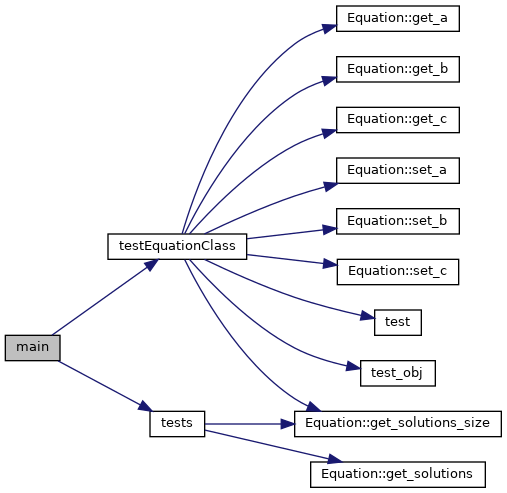 Equation::get_a
Equation::get_b
Equation::get_c
Equation::set_a
Equation::set_b
testEquationClass
Equation::set_c
test
main
test_obj
tests
Equation::get_solutions_size
Equation::get_solutions